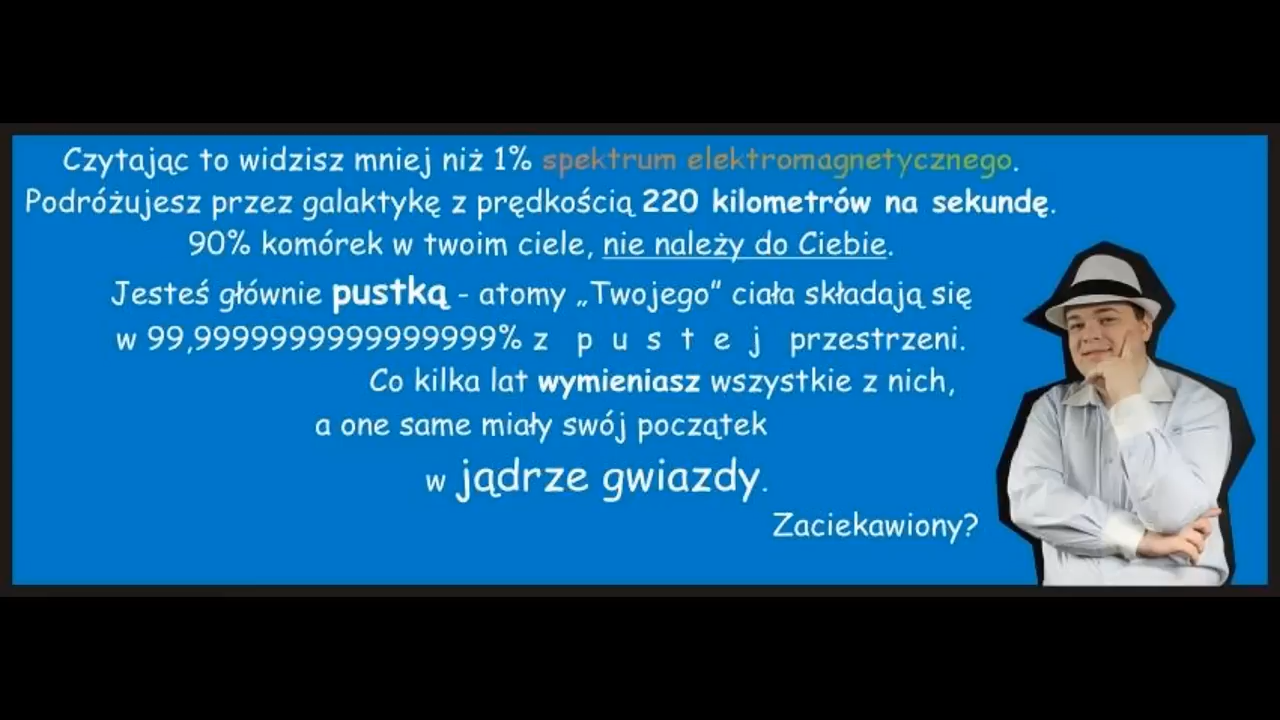 Czytając to widzisz mniej niż 1% spektrum elektromagnetycznego.
Podróżujesz przez galaktykę z prędkością 220 kilometrów na sekundę.
90% komórek w twoim ciele, nie należy do Ciebie.
Jesteś głównie pustką - atomy „Twojego” ciała składają się
w 99,9999999999999999% z p u s t e j przestrzeni.
Co kilka lat wymieniasz wszystkie z nich,
a one same miały swój początek
w jądrze gwiazdy.
Zaciekawiony?